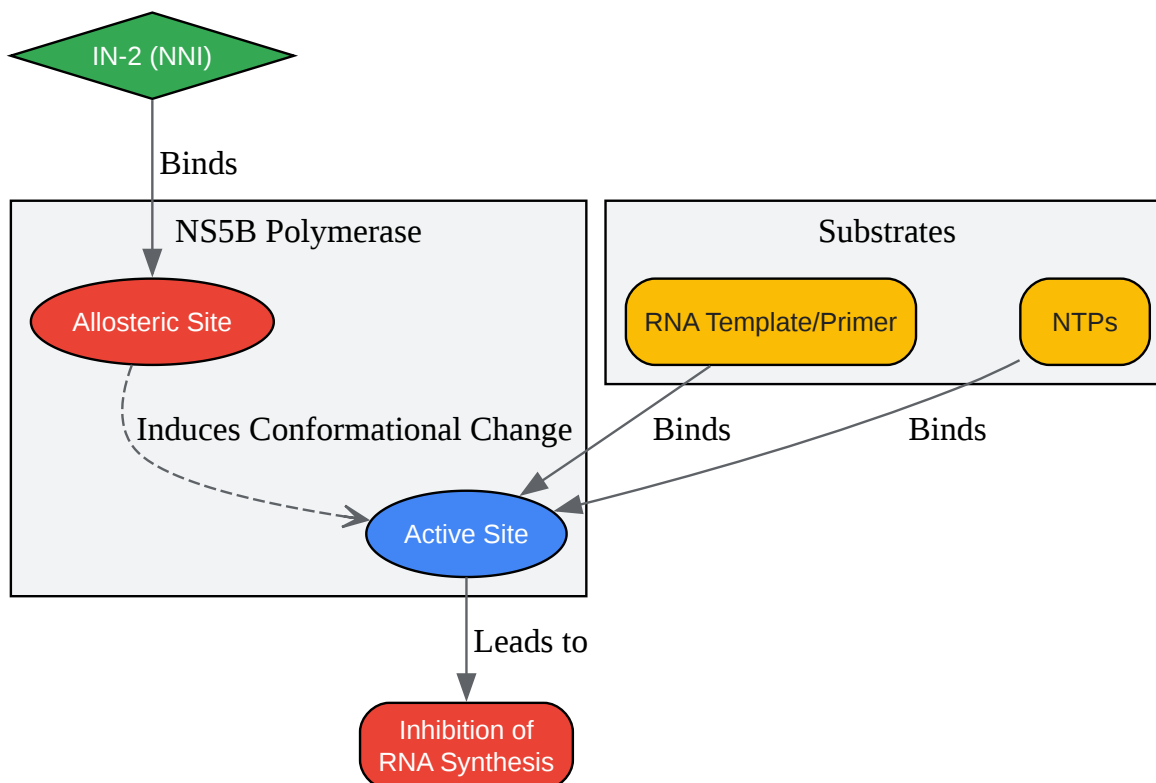 IN-2 (NNI)
Binds
NS5B Polymerase
Substrates
Allosteric Site
RNA Template/Primer
NTPs
Induces Conformational Change
Binds
Binds
Active Site
Leads to
Inhibition of
RNA Synthesis